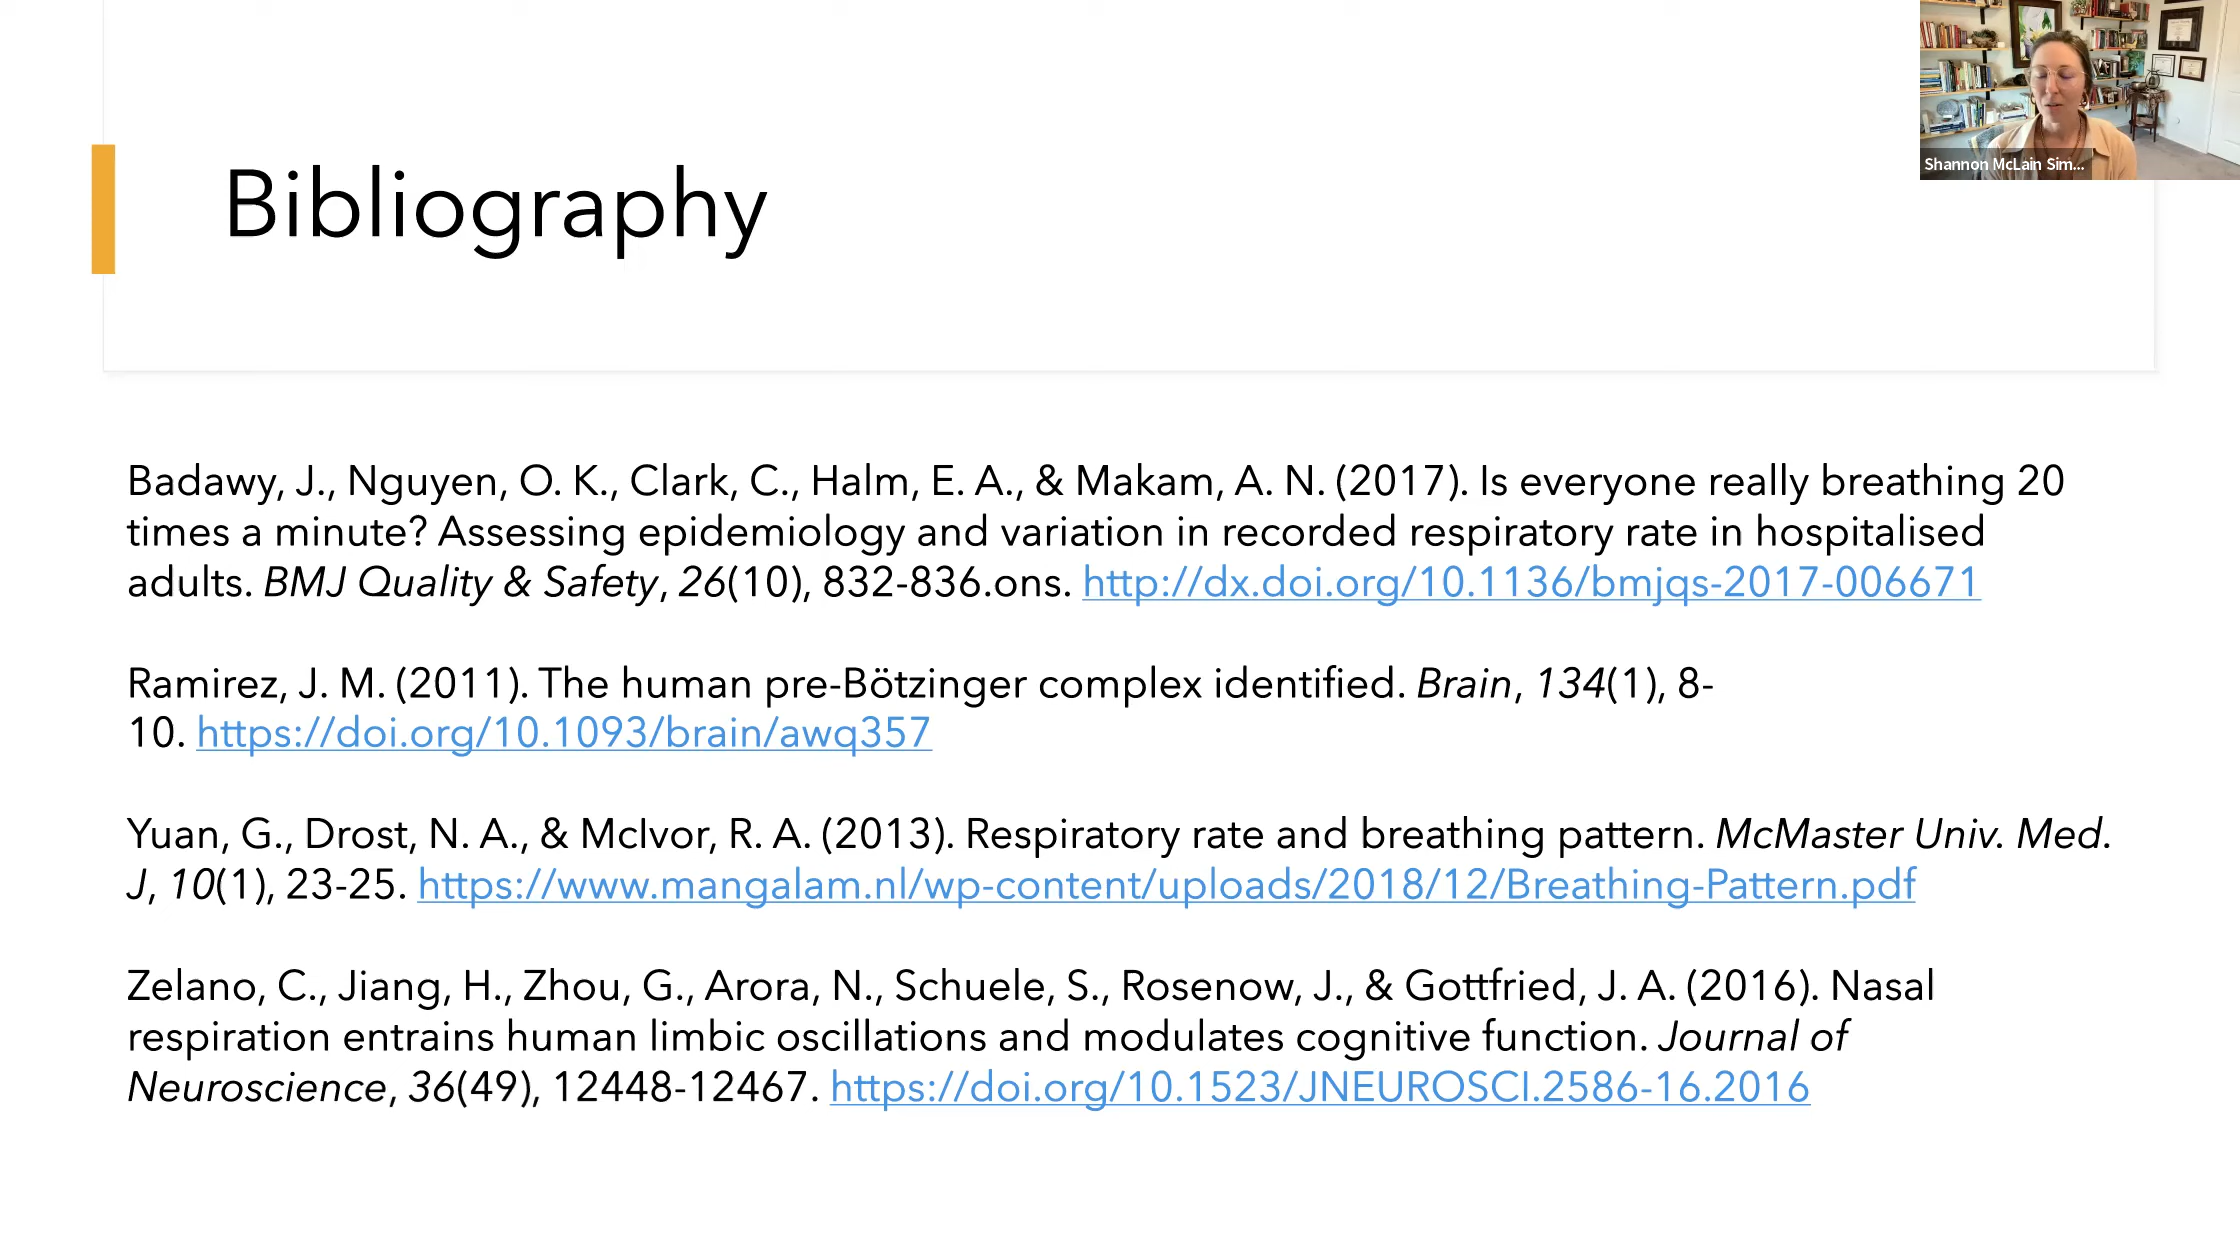 Shannon McLain Sim...
Bibliography
Badawy, J., Nguyen, O. K., Clark, C., Halm, E. A., & Makam, A. N. (2017). Is everyone really breathing 20
times a minute? Assessing epidemiology and variation in recorded respiratory rate in hospitalised
adults. BMJ Quality & Safety, 26(10), 832-836.ons. http://dx.doi.org/10.1136/bmjqs-2017-006671
Ramirez, J. M. (2011). The human pre-Bötzinger complex identified. Brain, 134(1), 8-
10. https://doi.org/10.1093/brain/awq357
Yuan, G., Drost, N. A., & McIvor, R. A. (2013). Respiratory rate and breathing pattern. McMaster Univ. Med.
J, 10(1), 23-25. https://www.mangalam.nl/wp-content/uploads/2018/12/Breathing-Pattern.pdf
Zelano, C., Jiang, H., Zhou, G., Arora, N., Schuele, S., Rosenow, J., & Gottfried, J. A. (2016). Nasal
respiration entrains human limbic oscillations and modulates cognitive function. Journal of
Neuroscience, 36(49), 12448-12467. https://doi.org/10.1523/JNEUROSCI.2586-16.2016